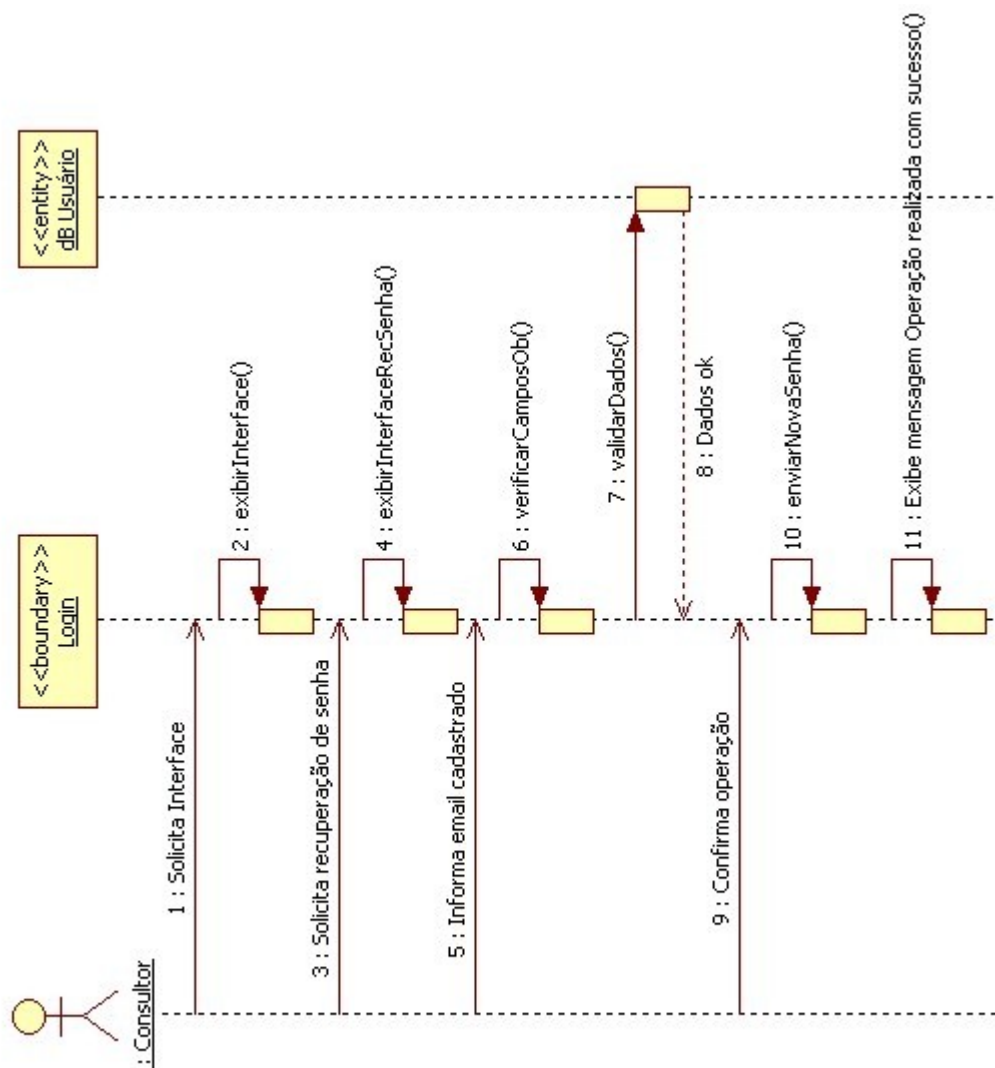 : Consultor
<<boundary>>
Login
<<entity>>
dB Usuário
1 : Solicita Interface
2 : exibirInterface()
3 : Solicita recuperação de senha
4 : exibirInterfaceRecSenha()
5 : Informa email cadastrado
6 : verificarCamposOb()
7 : validarDados()
8 : Dados ok
9 : Confirma operação
10 : enviarNovaSenha()
11 : Exibe mensagem Operação realizada com sucesso()